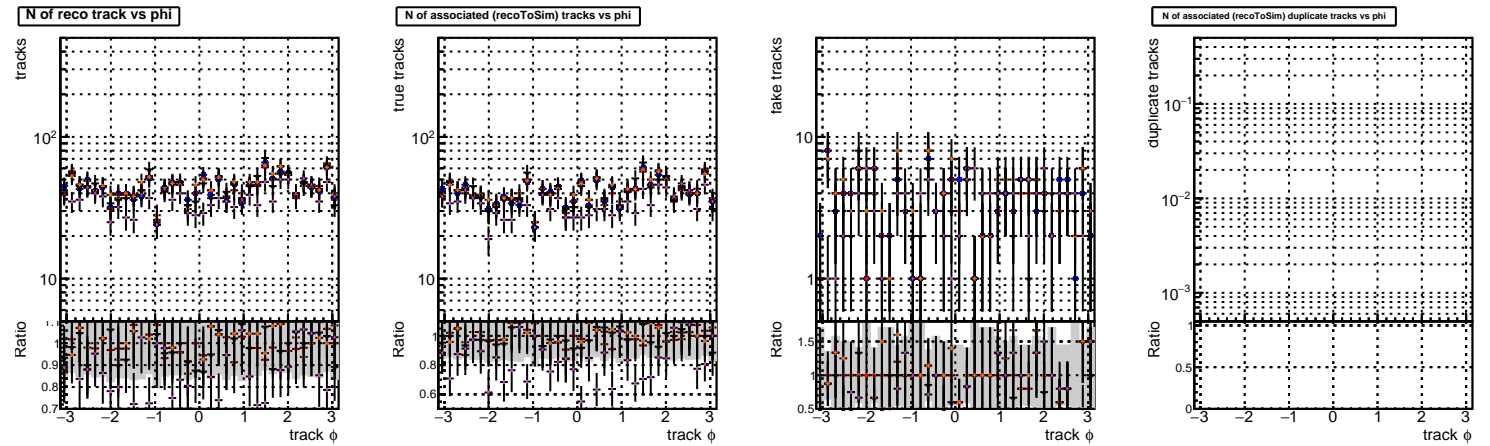 N of reco track vs phi
tracks
10²
10
Ratio
1.1
1
0.9
0.8
0.7
−3 −2 −1 0 1 2 3
track ϕ
N of associated (recoToSim) tracks vs phi
true tracks
10²
10
Ratio
1
0.8
0.6
−3 −2 −1 0 1 2 3
track ϕ
fake tracks
10
1
Ratio
1.5
1
0.5
−3 −2 −1 0 1 2 3
track ϕ
N of associated (recoToSim) duplicate tracks vs phi
duplicate tracks
10⁻¹
10⁻²
10⁻³
Ratio
1
0.5
0
−3 −2 −1 0 1 2 3
track ϕ